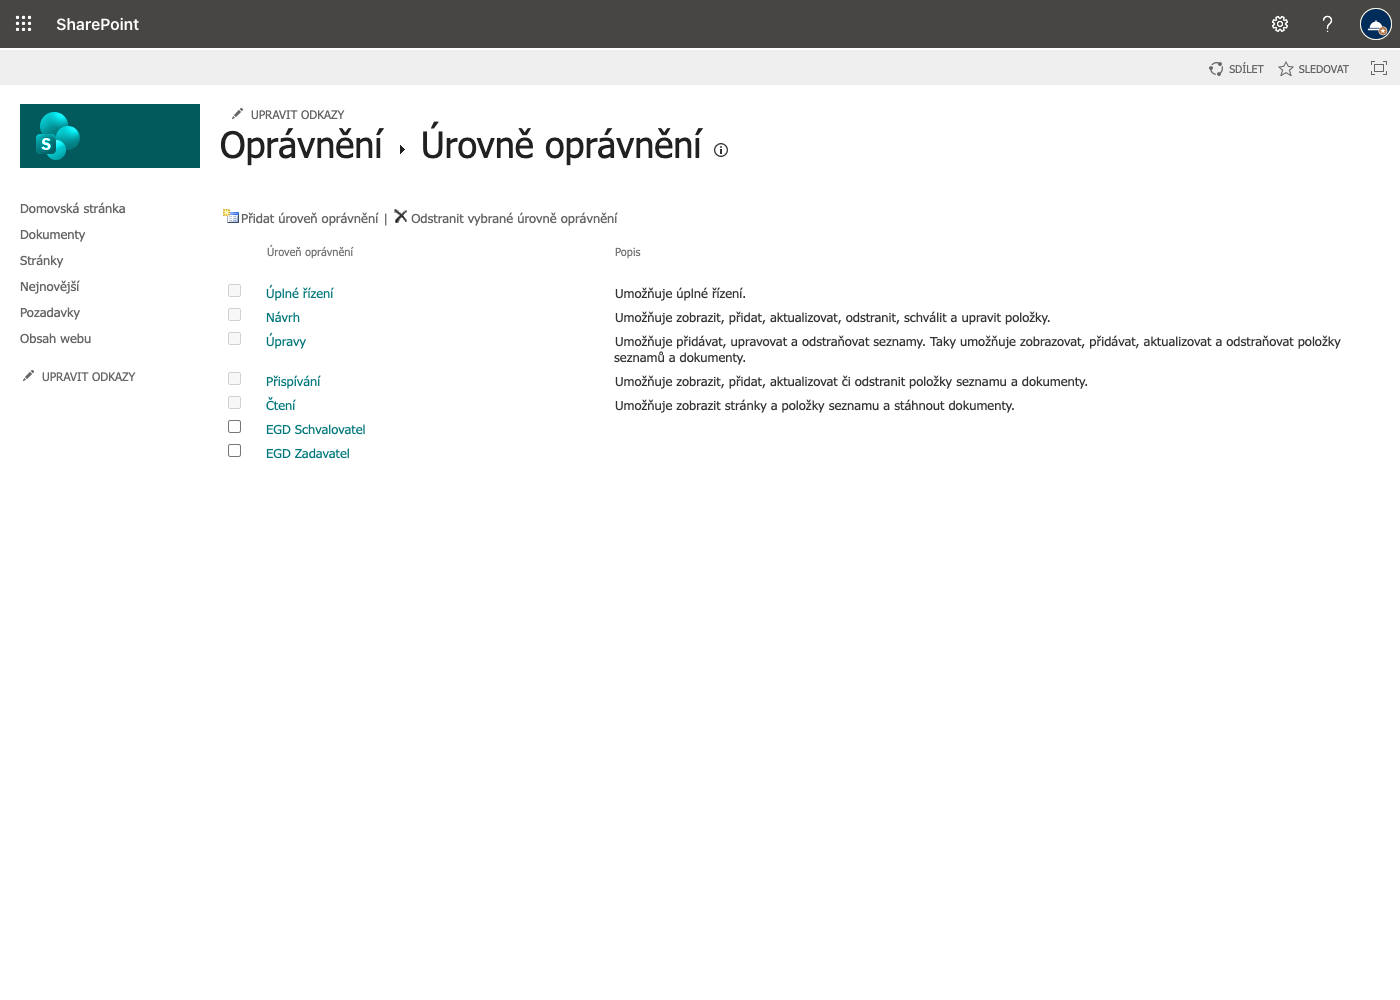 SharePoint
SDÍLET
SLEDOVAT
UPRAVIT ODKAZY
Oprávnění ▸ Úrovně oprávnění
S
Domovská stránka
Dokumenty
Stránky
Nejnovější
Pozadavky
Obsah webu
UPRAVIT ODKAZY
Přidat úroveň oprávnění | Odstranit vybrané úrovně oprávnění
Úroveň oprávnění Popis
Úplné řízení Umožňuje úplné řízení.
Návrh Umožňuje zobrazit, přidat, aktualizovat, odstranit, schválit a upravit položky.
Úpravy Umožňuje přidávat, upravovat a odstraňovat seznamy. Taky umožňuje zobrazovat, přidávat, aktualizovat a odstraňovat položky
seznamů a dokumenty.
Přispívání Umožňuje zobrazit, přidat, aktualizovat či odstranit položky seznamu a dokumenty.
Čtení Umožňuje zobrazit stránky a položky seznamu a stáhnout dokumenty.
EGD Schvalovatel
EGD Zadavatel